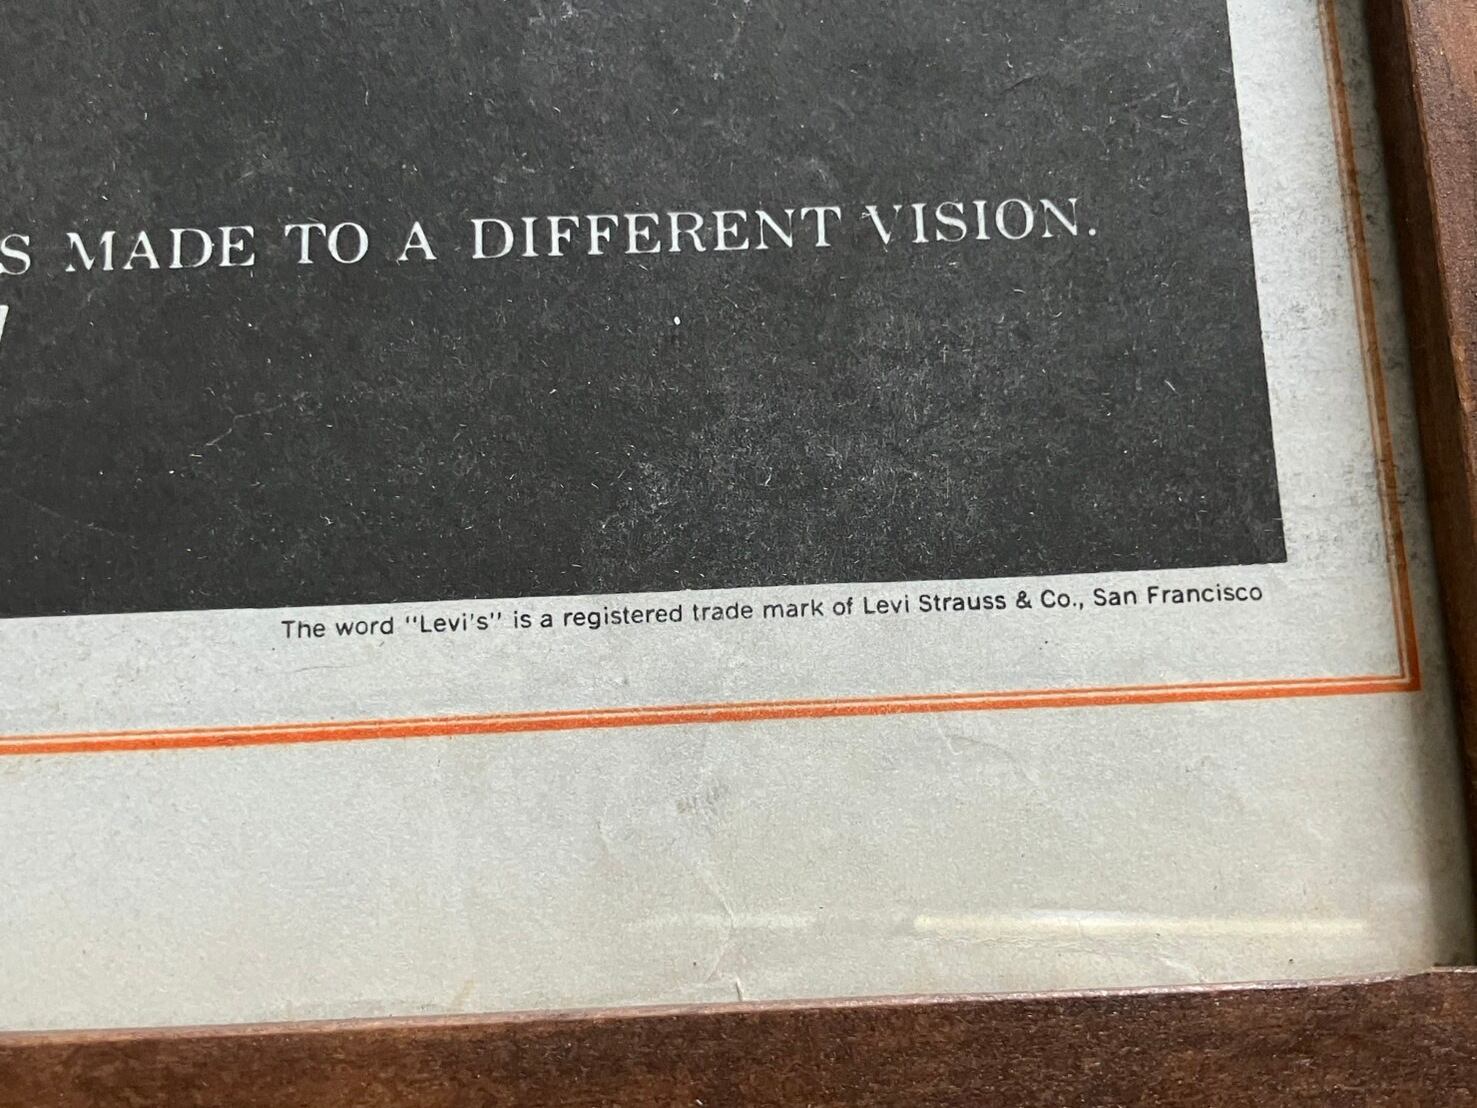 S MADE TO A DIFFERENT VISION.
The word "Levi's" is a registered trade mark of Levi Strauss & Co., San Francisco